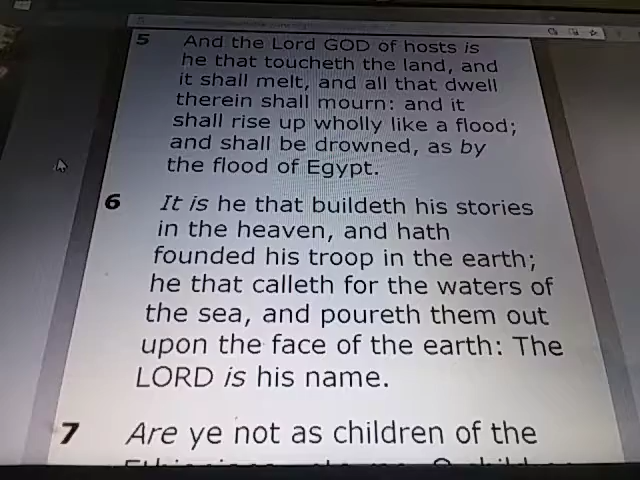 5 And the Lord GOD of hosts is
he that toucheth the land, and
it shall melt, and all that dwell
therein shall mourn: and it
shall rise up wholly like a flood;
and shall be drowned, as by
the flood of Egypt.
6 It is he that buildeth his stories
in the heaven, and hath
founded his troop in the earth;
he that calleth for the waters of
the sea, and poureth them out
upon the face of the earth: The
LORD is his name.
7 Are ye not as children of the